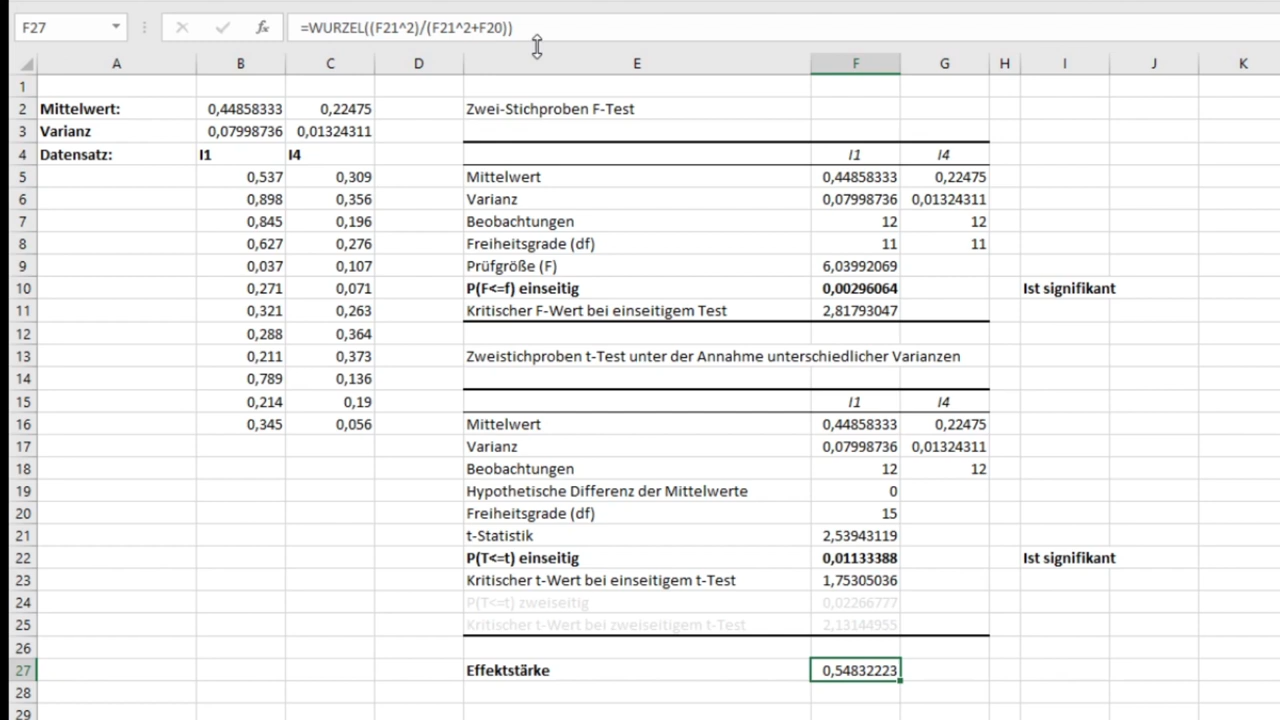 F27 fx =WURZEL((F21^2)/(F21^2+F20))
A B C D E F G H I J K
1
2 Mittelwert: 0,44858333 0,22475 Zwei-Stichproben F-Test
3 Varianz 0,07998736 0,01324311
4 Datensatz: I1 I4 I1 I4
5 0,537 0,309 Mittelwert 0,44858333 0,22475
6 0,898 0,356 Varianz 0,07998736 0,01324311
7 0,845 0,196 Beobachtungen 12 12
8 0,627 0,276 Freiheitsgrade (df) 11 11
9 0,037 0,107 Prüfgröße (F) 6,03992069
10 0,271 0,071 P(F<=f) einseitig 0,00296064 Ist signifikant
11 0,321 0,263 Kritischer F-Wert bei einseitigem Test 2,81793047
12 0,288 0,364
13 0,211 0,373 Zweistichproben t-Test unter der Annahme unterschiedlicher Varianzen
14 0,789 0,136
15 0,214 0,19 I1 I4
16 0,345 0,056 Mittelwert 0,44858333 0,22475
17 Varianz 0,07998736 0,01324311
18 Beobachtungen 12 12
19 Hypothetische Differenz der Mittelwerte 0
20 Freiheitsgrade (df) 15
21 t-Statistik 2,53943119
22 P(T<=t) einseitig 0,01133388 Ist signifikant
23 Kritischer t-Wert bei einseitigem t-Test 1,75305036
24 P(T<=t) zweiseitig 0,02266777
25 Kritischer t-Wert bei zweiseitigem t-Test 2,13144955
26
27 Effektstärke 0,54832223
28
29